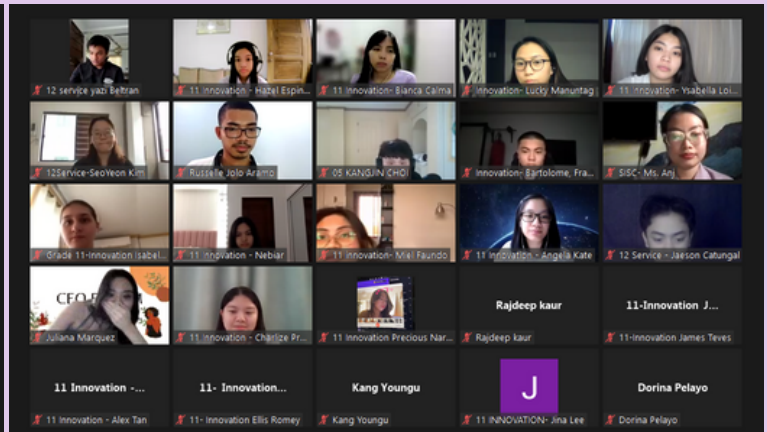 12 service yazi Beltran
11 Innovation - Hazel Espin...
11 Innovation- Bianca Calma
Innovation- Lucky Manuntag
11 Innovation- Ysabella Loi...
12Service-SeoYeon Kim
Russelle Jolo Aramo
05 KANGJIN CHOI
Innovation- Bartolome, Fra...
SISC- Ms. Anj
Grade 11-Innovation Isabel...
11 Innovation - Nebiar
11 innovation- Miel Faundo
11 Innovation - Angela Kate
12 Service - Jaeson Catungal
CEO
Juliana Marquez
11 Innovation - Charlize Pr...
11 Innovation Precious Nar...
Rajdeep kaur
Rajdeep kaur
11-Innovation J...
11-Innovation James Teves
11 Innovation -...
11 Innovation - Alex Tan
11- Innovation...
11- Innovation Ellis Romey
Kang Youngu
Kang Youngu
J
11 INNOVATION- Jina Lee
Dorina Pelayo
Dorina Pelayo